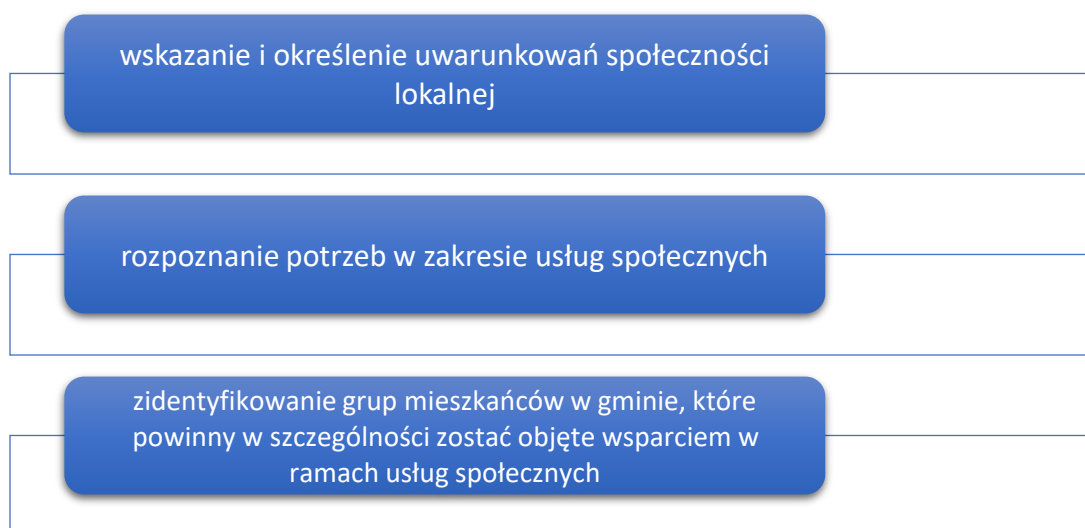 wskazanie i określenie uwarunkowań społeczności
lokalnej
rozpoznanie potrzeb w zakresie usług społecznych
zidentyfikowanie grup mieszkańców w gminie, które
powinny w szczególności zostać objęte wsparciem w
ramach usług społecznych